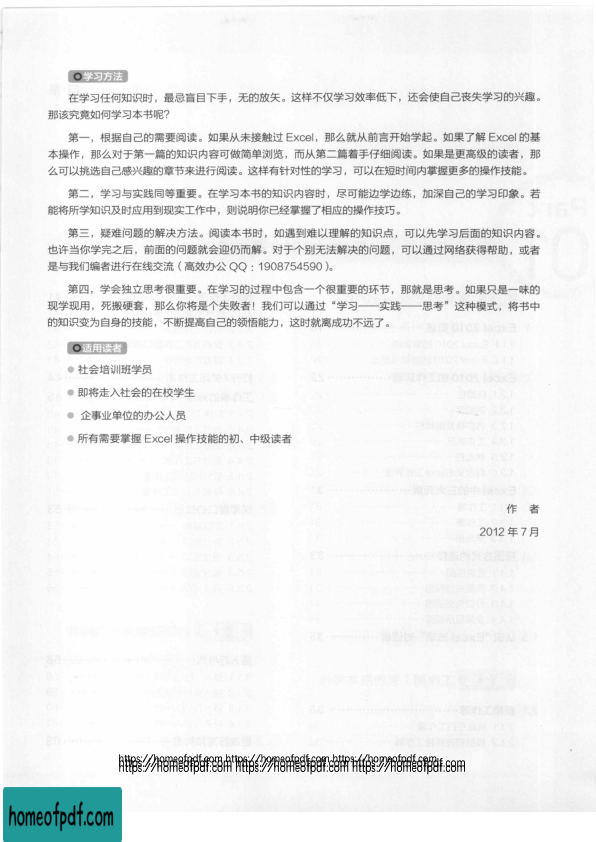 学习方法
在学习任何知识时，最忌盲目下手，无的放矢。这样不仅学习效率低下，还会使自己丧失学习的兴趣。
那该究竟如何学习本书呢？
第一，根据自己的需要阅读。如果从未接触过 Excel，那么就从前言开始学起。如果了解 Excel 的基
本操作，那么对于第一篇的知识内容可做简单浏览，而从第二篇着手仔细阅读。如果是更高级的读者，那
么可以挑选自己感兴趣的章节来进行阅读。这样有针对性的学习，可以在短时间内掌握更多的操作技能。
第二，学习与实践同等重要。在学习本书的知识内容时，尽可能边学边练，加深自己的学习印象。若
能将所学知识及时应用到现实工作中，则说明你已经掌握了相应的操作技巧。
第三，疑难问题的解决方法。阅读本书时，如遇到难以理解的知识点，可以先学习后面的知识内容。
也许当你学完之后，前面的问题就会迎仞而解。对于个别无法解决的问题，可以通过网络获得帮助，或者
是与我们编者进行在线交流（高效办公 QQ：1908754590）。
第四，学会独立思考很重要。在学习的过程中包含一个很重要的环节，那就是思考。如果只是一味的
现学现用，死搬硬套，那么你将是个失败者！我们可以通过“学习——实践——思考”这种模式，将书中
的知识变为自身的技能，不断提高自己的领悟能力，这时就离成功不远了。
适用读者
社会培训班学员
即将走入社会的在校学生
企事业单位的办公人员
所有需要掌握 Excel 操作技能的初、中级读者
作 者
2012 年 7 月
https://homeofpdf.com https://homeofpdf.com https://homeofpdf.com
https://homeofpdf.com https://homeofpdf.com https://homeofpdf.com
homeofpdf.com